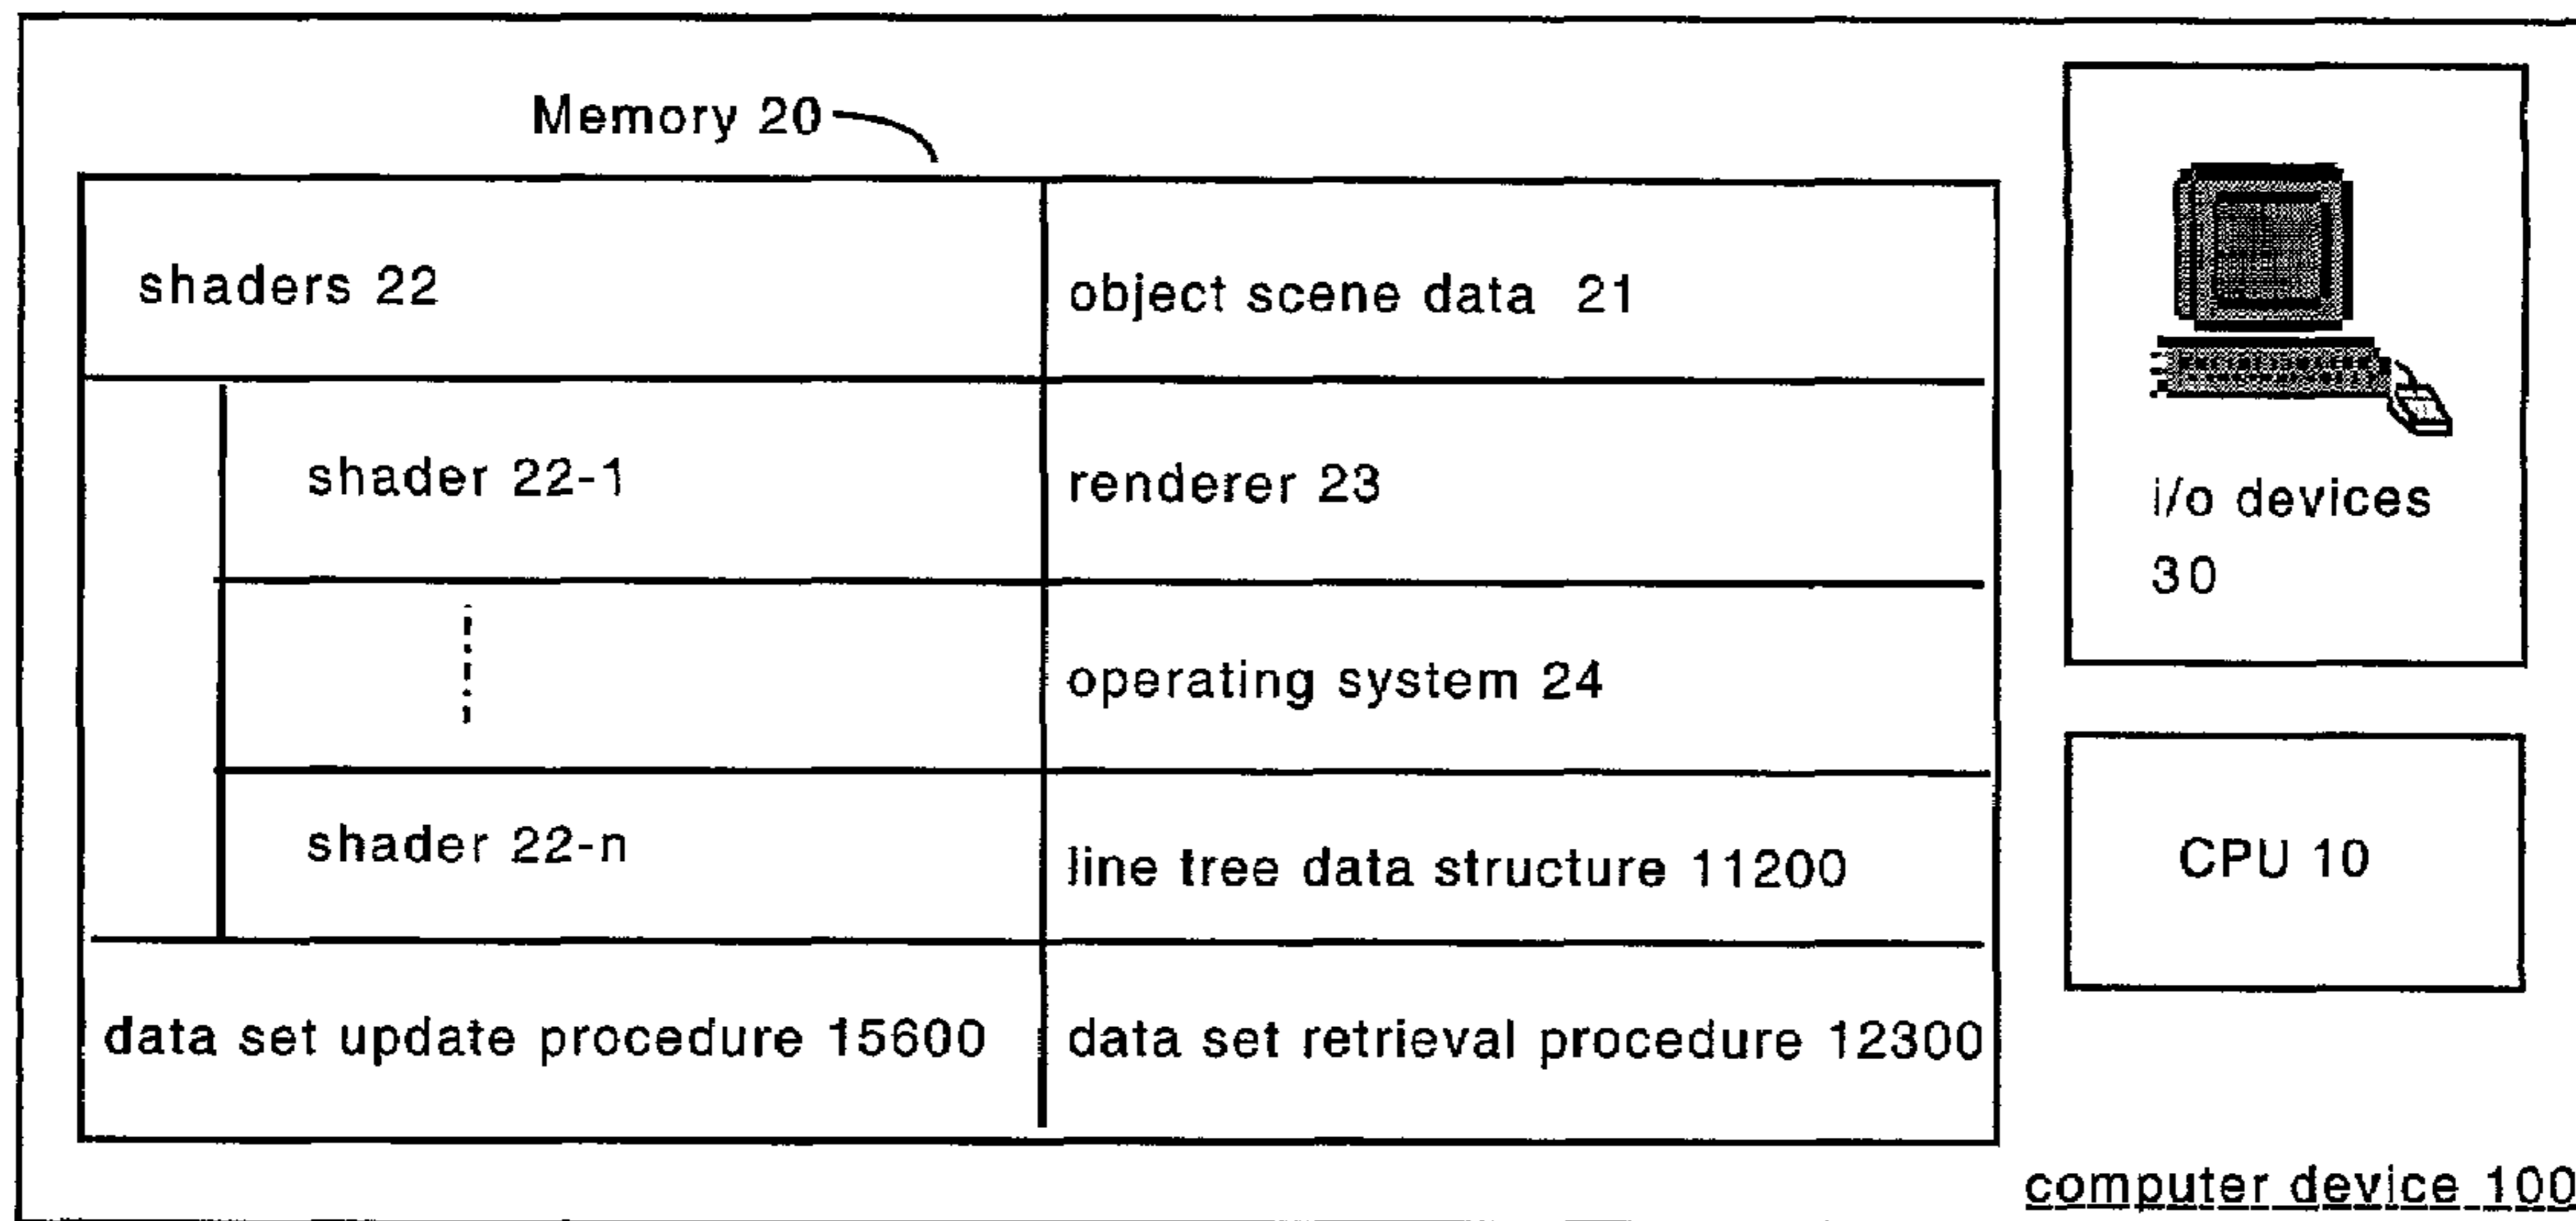 Memory 20
shaders 22
object scene data 21
shader 22-1
renderer 23
operating system 24
shader 22-n
line tree data structure 11200
data set update procedure 15600
data set retrieval procedure 12300
i/o devices
30
CPU 10
computer device 100